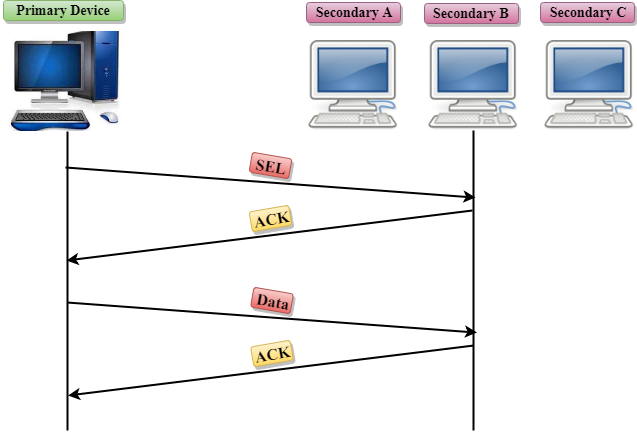 Primary Device
Secondary A
Secondary B
Secondary C
SEL
ACK
Data
ACK